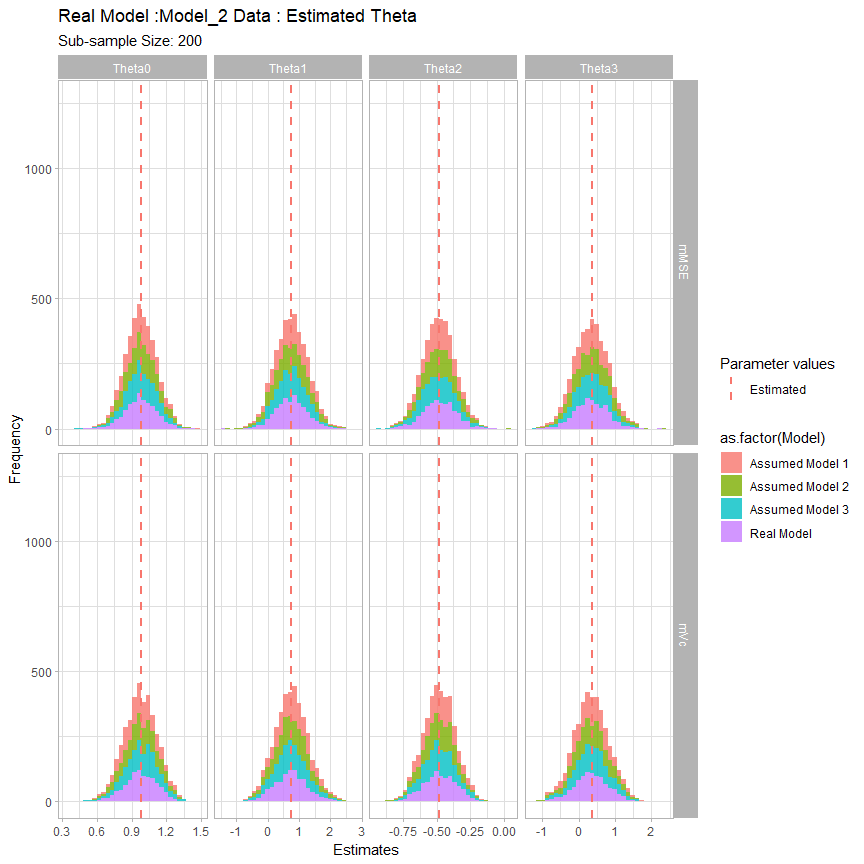 Real Model :Model_2 Data : Estimated Theta
Sub-sample Size: 200
Theta0 Theta1 Theta2 Theta3
1000
500
0
mMSE
1000
500
0
mVc
Frequency
0.3 0.6 0.9 1.2 1.5 -1 0 1 2 3 -0.75 -0.50 -0.25 0.00 -1 0 1 2
Estimates
Parameter values
Estimated
as.factor(Model)
Assumed Model 1
Assumed Model 2
Assumed Model 3
Real Model